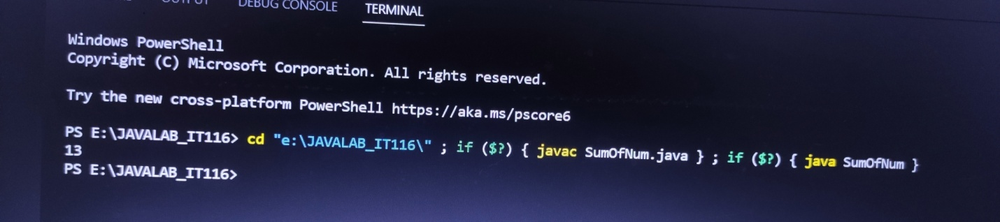 DEBUG CONSOLE TERMINAL
Windows PowerShell
Copyright (C) Microsoft Corporation. All rights reserved.
Try the new cross-platform PowerShell https://aka.ms/pscore6
PS E:\JAVALAB_IT116> cd "e:\JAVALAB_IT116\" ; if ($?) { javac SumOfNum.java } ; if ($?) { java SumOfNum }
13
PS E:\JAVALAB_IT116>